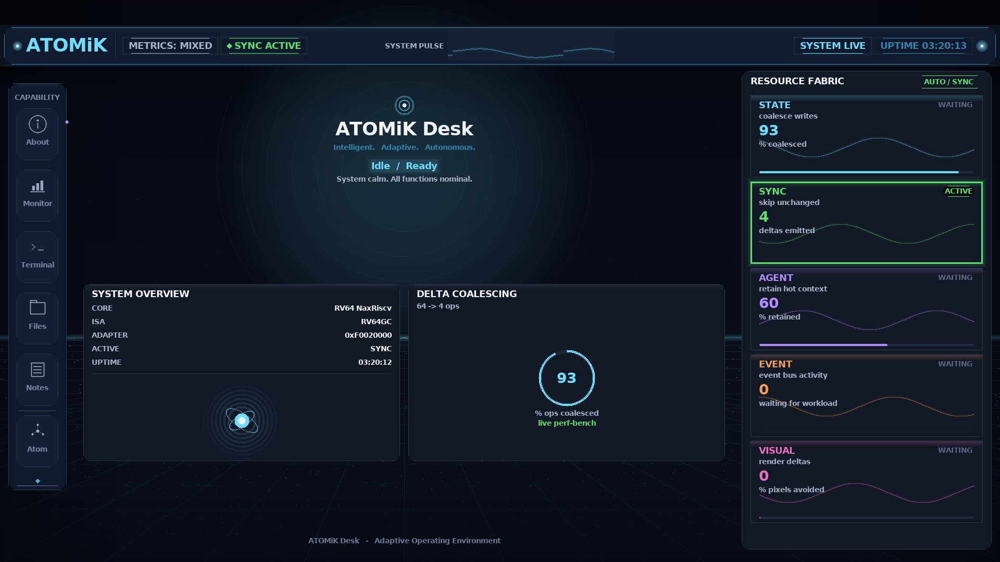 ATOMiK
METRICS: MIXED
SYNC ACTIVE
SYSTEM PULSE
SYSTEM LIVE
UPTIME 03:20:13
CAPABILITY
About
Monitor
Terminal
Files
Notes
Atom
ATOMiK Desk
Intelligent. Adaptive. Autonomous.
Idle / Ready
System calm. All functions nominal.
SYSTEM OVERVIEW
CORE RV64 NaxRiscv
ISA RV64GC
ADAPTER 0xF0020000
ACTIVE SYNC
UPTIME 03:20:12
DELTA COALESCING
64 -> 4 ops
93
% ops coalesced
live perf-bench
RESOURCE FABRIC
AUTO / SYNC
STATE WAITING
coalesce writes
93
% coalesced
SYNC ACTIVE
skip unchanged
4
deltas emitted
AGENT WAITING
retain hot context
60
% retained
EVENT WAITING
event bus activity
0
waiting for workload
VISUAL WAITING
render deltas
0
% pixels avoided
ATOMiK Desk - Adaptive Operating Environment